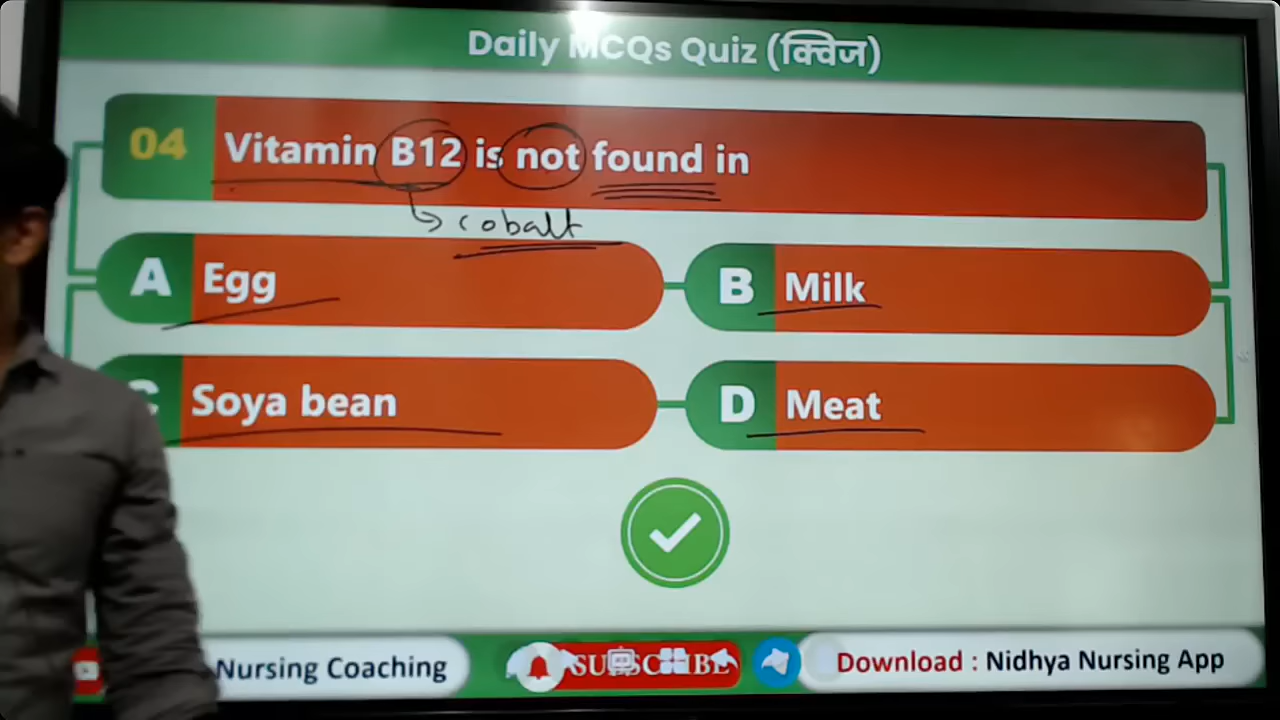 Daily MCQs Quiz (क्विज)
04 Vitamin B12 is not found in
cobalt
A Egg
B Milk
C Soya bean
D Meat
Nursing Coaching
SUBSCRIBE
Download : Nidhya Nursing App